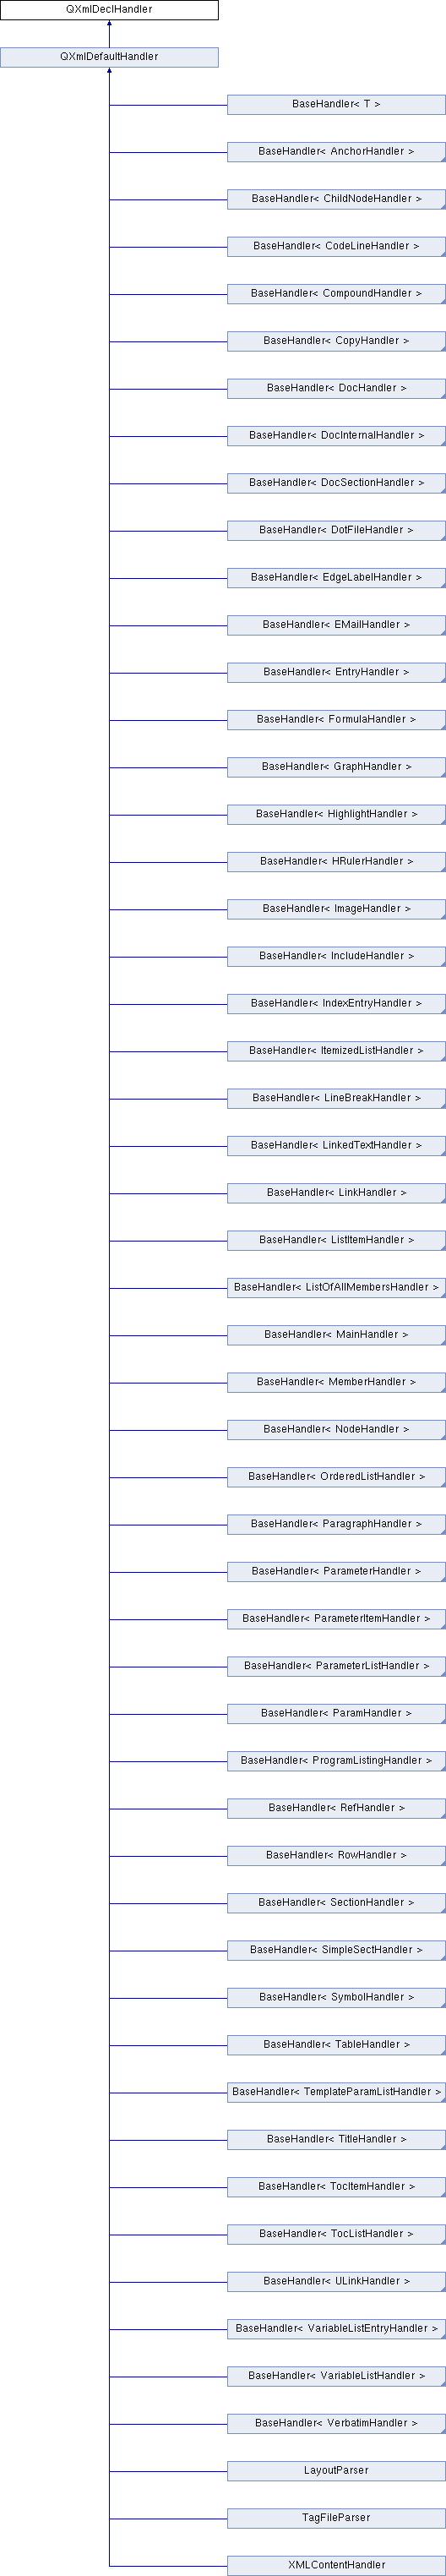 QXmlDeclHandler
QXmlDefaultHandler
BaseHandler< T >
BaseHandler< AnchorHandler >
BaseHandler< ChildNodeHandler >
BaseHandler< CodeLineHandler >
BaseHandler< CompoundHandler >
BaseHandler< CopyHandler >
BaseHandler< DocHandler >
BaseHandler< DocInternalHandler >
BaseHandler< DocSectionHandler >
BaseHandler< DotFileHandler >
BaseHandler< EdgeLabelHandler >
BaseHandler< EMailHandler >
BaseHandler< EntryHandler >
BaseHandler< FormulaHandler >
BaseHandler< GraphHandler >
BaseHandler< HighlightHandler >
BaseHandler< HRulerHandler >
BaseHandler< ImageHandler >
BaseHandler< IncludeHandler >
BaseHandler< IndexEntryHandler >
BaseHandler< ItemizedListHandler >
BaseHandler< LineBreakHandler >
BaseHandler< LinkedTextHandler >
BaseHandler< LinkHandler >
BaseHandler< ListItemHandler >
BaseHandler< ListOfAllMembersHandler >
BaseHandler< MainHandler >
BaseHandler< MemberHandler >
BaseHandler< NodeHandler >
BaseHandler< OrderedListHandler >
BaseHandler< ParagraphHandler >
BaseHandler< ParameterHandler >
BaseHandler< ParameterItemHandler >
BaseHandler< ParameterListHandler >
BaseHandler< ParamHandler >
BaseHandler< ProgramListingHandler >
BaseHandler< RefHandler >
BaseHandler< RowHandler >
BaseHandler< SectionHandler >
BaseHandler< SimpleSectHandler >
BaseHandler< SymbolHandler >
BaseHandler< TableHandler >
BaseHandler< TemplateParamListHandler >
BaseHandler< TitleHandler >
BaseHandler< TocItemHandler >
BaseHandler< TocListHandler >
BaseHandler< ULinkHandler >
BaseHandler< VariableListEntryHandler >
BaseHandler< VariableListHandler >
BaseHandler< VerbatimHandler >
LayoutParser
TagFileParser
XMLContentHandler